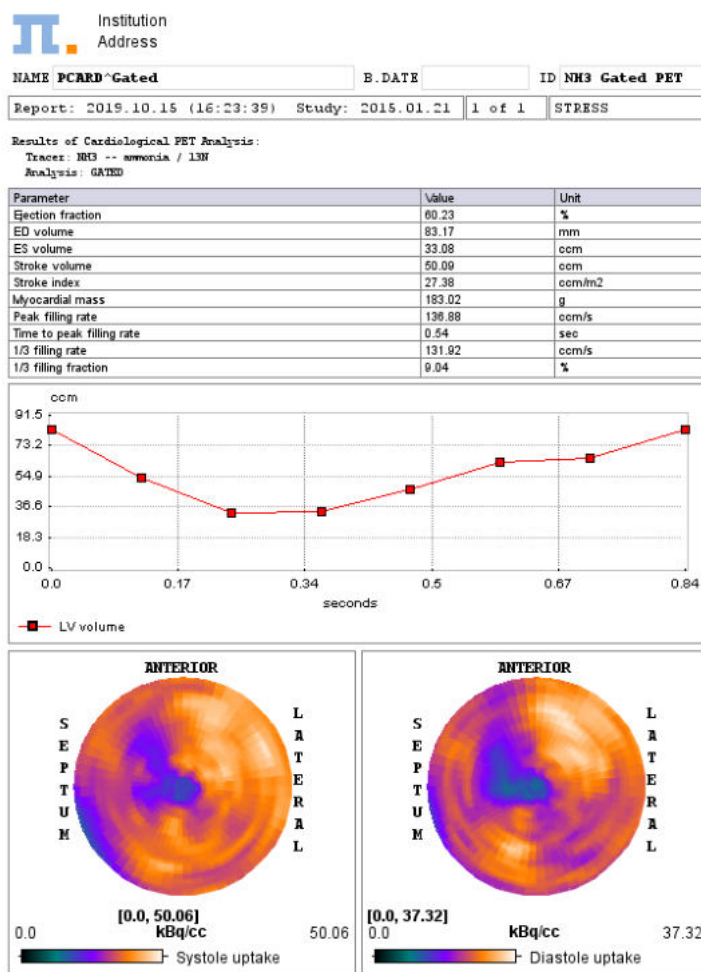 Institution
Address
NAME PCARD^Gated B.DATE ID NH3 Gated PET
Report: 2019.10.15 (16:23:39) Study: 2015.01.21 1 of 1 STRESS
Results of Cardiological PET Analysis:
Tracer: NH3 -- ammonia / 13N
Analysis: GATED
Parameter Value Unit
Ejection fraction 60.23 %
ED volume 83.17 mm
ES volume 33.08 ccm
Stroke volume 50.09 ccm
Stroke index 27.38 ccm/m2
Myocardial mass 183.02 g
Peak filling rate 136.88 ccm/s
Time to peak filling rate 0.54 sec
1/3 filling rate 131.92 ccm/s
1/3 filling fraction 9.04 %
ccm
91.5
73.2
54.9
36.6
18.3
0.0
0.0 0.17 0.34 0.5 0.67 0.84
seconds
LV volume
ANTERIOR
SEPTUM
LATERAL
[0.0, 50.06]
0.0 kBq/cc 50.06
Systole uptake
ANTERIOR
SEPTUM
LATERAL
[0.0, 37.32]
0.0 kBq/cc 37.32
Diastole uptake